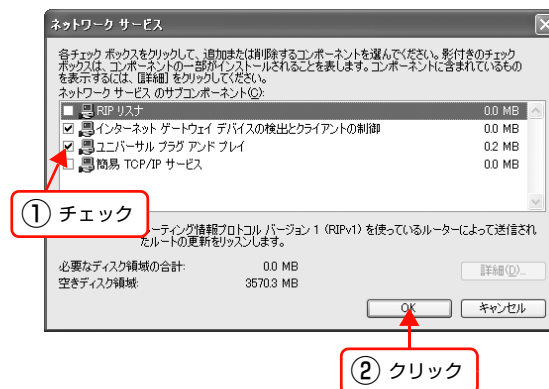 ネットワーク サービス
各チェック ボックスをクリックして、追加または削除するコンポーネントを選んでください。影付きのチェック
ボックスは、コンポーネントの一部がインストールされることを表します。コンポーネントに含まれているもの
を表示するには、[詳細] をクリックしてください。
ネットワーク サービス のサブコンポーネント(C):
RIP リスナ 0.0 MB
インターネット ゲートウェイ デバイスの検出とクライアントの制御 0.0 MB
ユニバーサル プラグ アンド プレイ 0.2 MB
簡易 TCP/IP サービス 0.0 MB
① チェック
ーティング情報プロトコル バージョン 1 (RIPv1) を使っているルーターによって送信され
たルートの更新をリッスンします。
必要なディスク領域の合計: 0.0 MB
空きディスク領域: 3570.3 MB
詳細(D)...
OK
キャンセル
② クリック